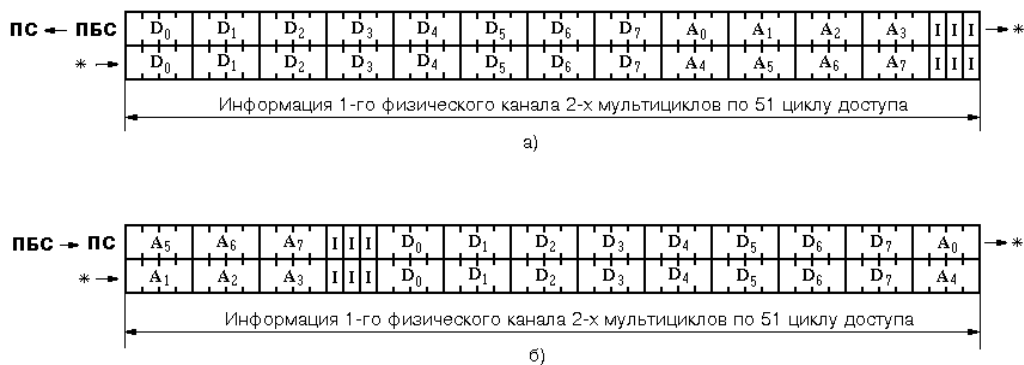 ПС ← ПБС D₀ D₁ D₂ D₃ D₄ D₅ D₆ D₇ A₀ A₁ A₂ A₃ I I I → *
* → D₀ D₁ D₂ D₃ D₄ D₅ D₆ D₇ A₄ A₅ A₆ A₇ I I I
Информация 1-го физического канала 2-х мультициклов по 51 циклу доступа
а)
ПБС → ПС A₅ A₆ A₇ I I I D₀ D₁ D₂ D₃ D₄ D₅ D₆ D₇ A₀ → *
* → A₁ A₂ A₃ I I I D₀ D₁ D₂ D₃ D₄ D₅ D₆ D₇ A₄
Информация 1-го физического канала 2-х мультициклов по 51 циклу доступа
б)